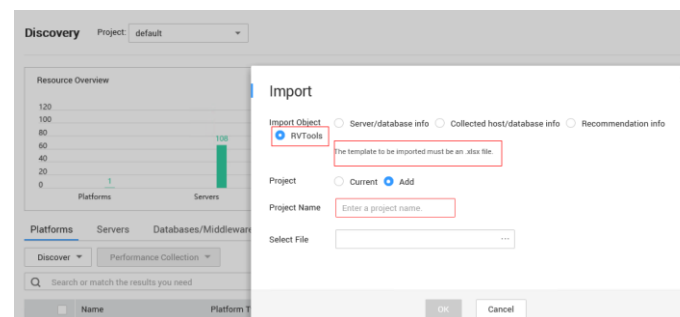 Discovery Project: default
Resource Overview
120
100
80
60
40
20
0
108
1
Platforms Servers
Platforms Servers Databases/Middleware
Discover Performance Collection
Search or match the results you need
Name Platform T
Import
Import Object Server/database info Collected host/database info Recommendation info
RVTools
The template to be imported must be an .xlsx file.
Project Current Add
Project Name Enter a project name.
Select File ...
OK Cancel